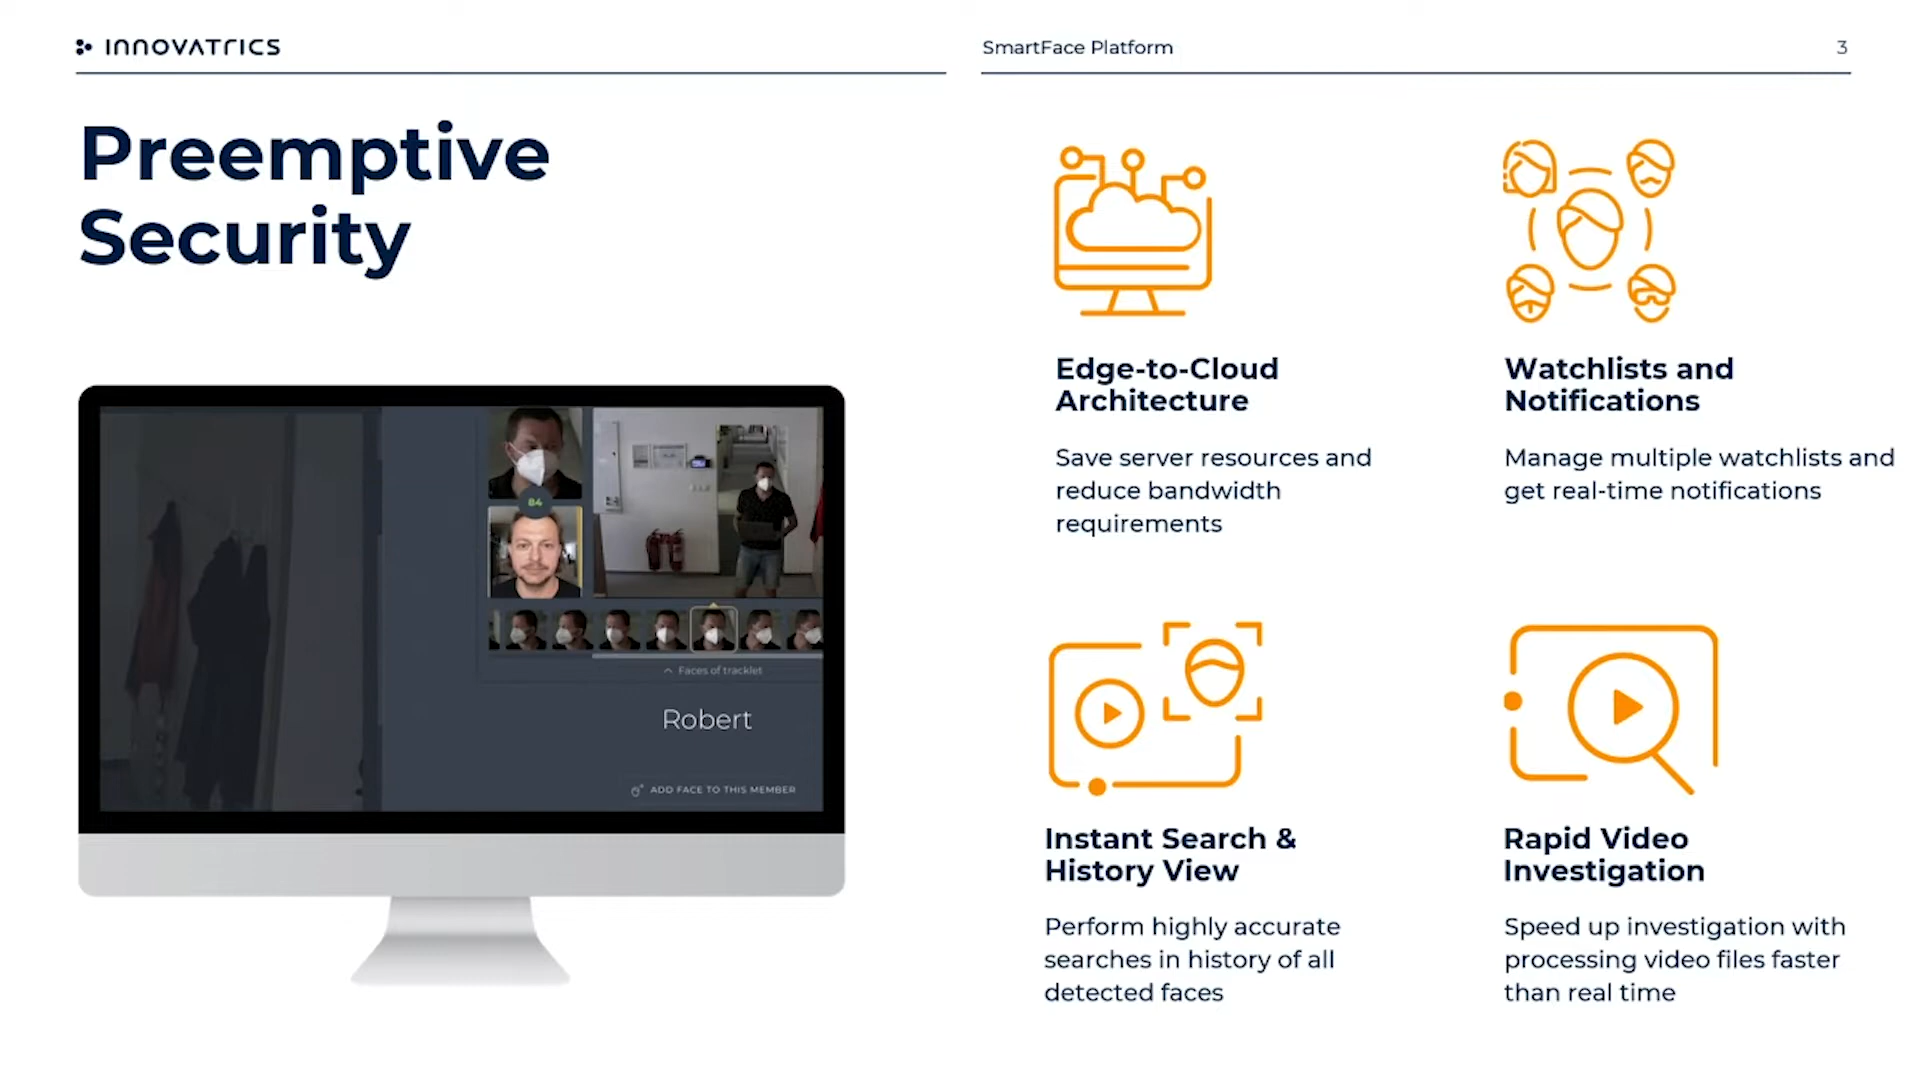 INNOVATRICS
SmartFace Platform
3
Preemptive
Security
84
Faces of tracklet
Robert
ADD FACE TO THIS MEMBER
Edge-to-Cloud
Architecture
Save server resources and
reduce bandwidth
requirements
Watchlists and
Notifications
Manage multiple watchlists and
get real-time notifications
Instant Search &
History View
Perform highly accurate
searches in history of all
detected faces
Rapid Video
Investigation
Speed up investigation with
processing video files faster
than real time